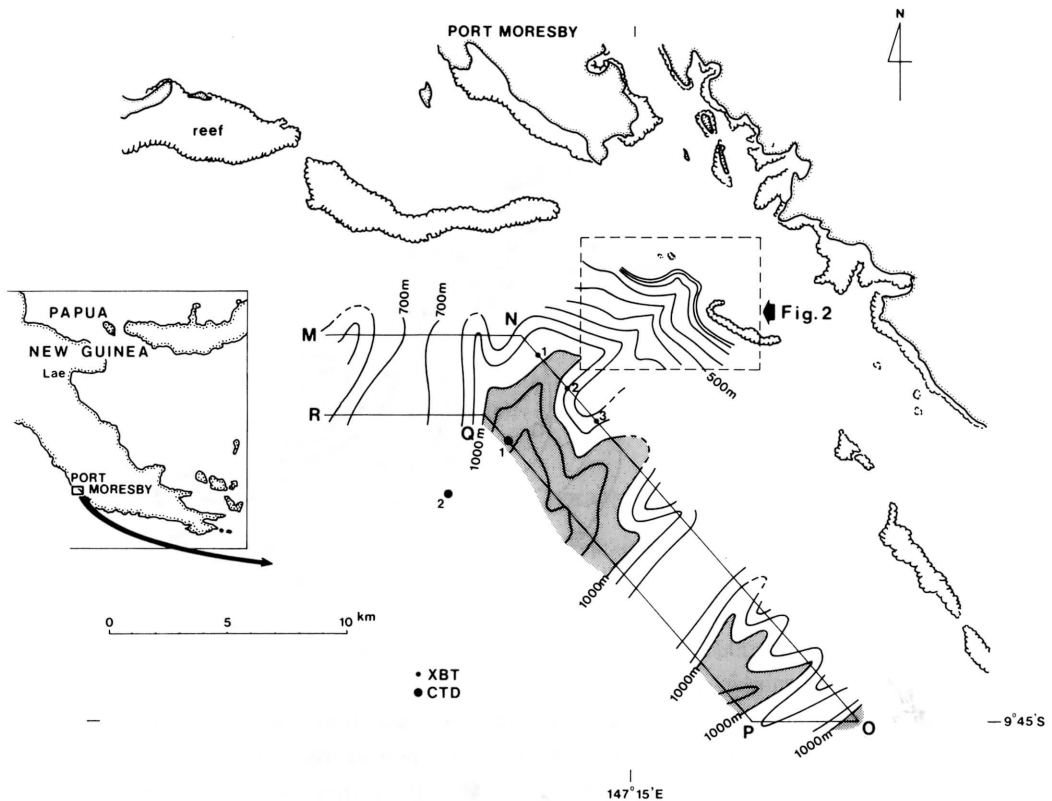 PORT MORESBY
N
reef
Fig.2
PAPUA
NEW GUINEA
Lae
PORT
MORESBY
700m
700m
M
N
1
2
3
500m
R
Q
1000m
1
2
1000m
0 5 10 km
• XBT
● CTD
1000m
1000m
1000m
P
O
9°45'S
147°15'E